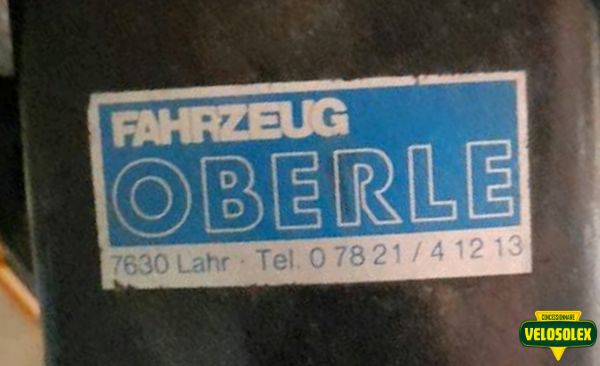 FAHRZEUG
OBERLE
7630 Lahr · Tel. 0 78 21 / 4 12 13
CONCESSIONNAIRE
VELOSOLEX